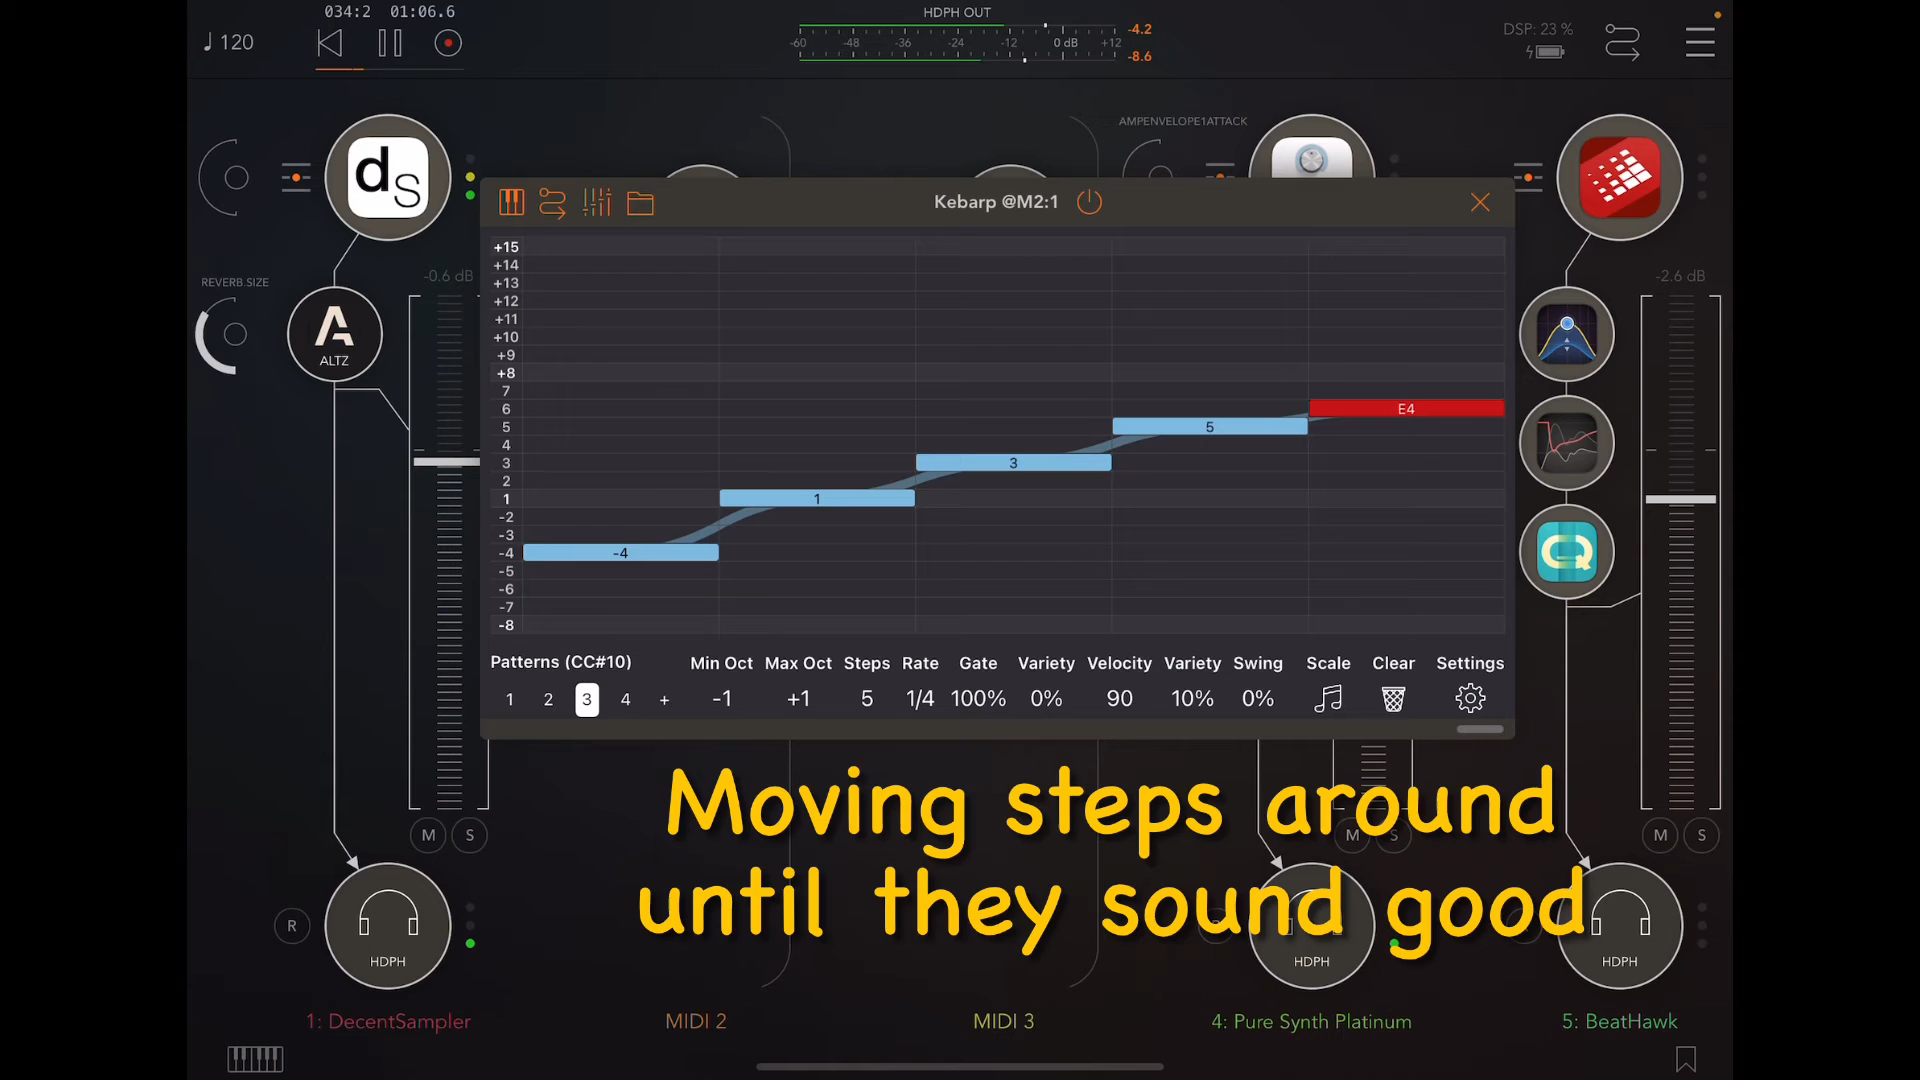 034:2 01:06.6
♩ 120
HDPH OUT
-60 -48 -36 -24 -12 0 dB +12
-4.2
-8.6
DSP: 23 %
AMPENVELOPE1ATTACK
ds
REVERB.SIZE
-0.6 dB
A
ALTZ
-2.6 dB
Q
Kebarp @M2:1
+15
+14
+13
+12
+11
+10
+9
+8
7
6
5
4
3
2
1
-2
-3
-4
-5
-6
-7
-8
-4
1
3
5
E4
Patterns (CC#10) Min Oct Max Oct Steps Rate Gate Variety Velocity Variety Swing Scale Clear Settings
1 2 3 4 + -1 +1 5 1/4 100% 0% 90 10% 0%
Moving steps around
until they sound good
M S
M S
M S
R
HDPH
HDPH
HDPH
1: DecentSampler
MIDI 2
MIDI 3
4: Pure Synth Platinum
5: BeatHawk